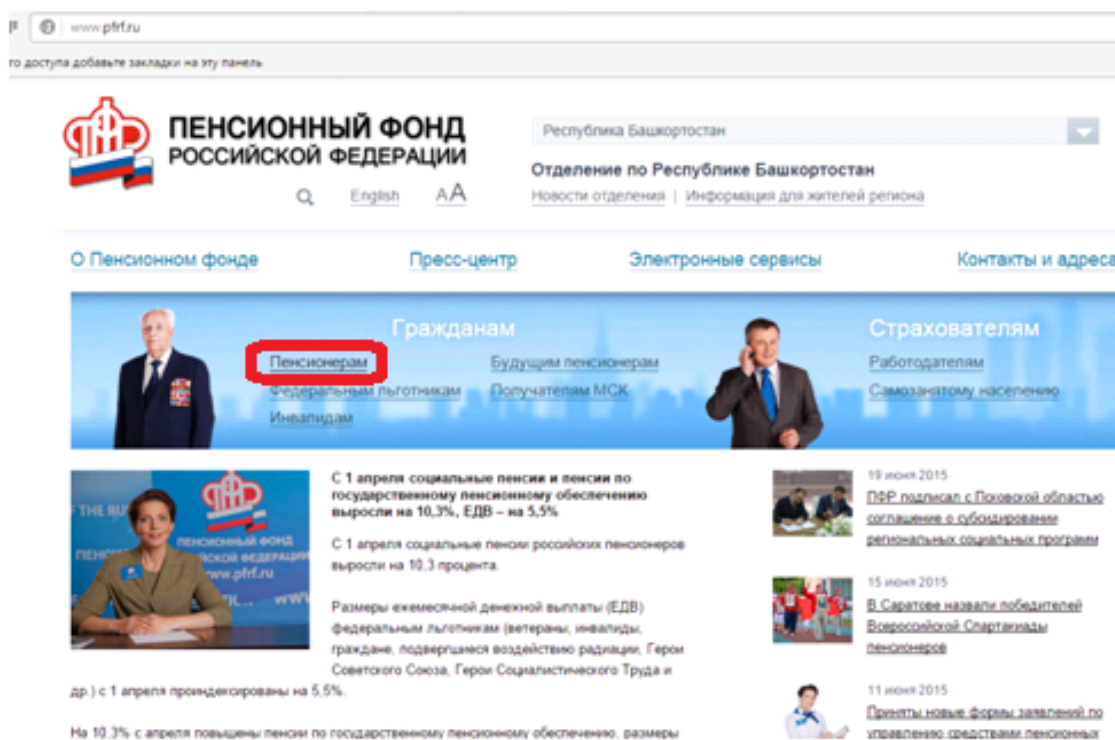 www.pfrf.ru
го доступа добавьте закладки на эту панель
ПЕНСИОННЫЙ ФОНД
РОССИЙСКОЙ ФЕДЕРАЦИИ
English АА
Республика Башкортостан
Отделение по Республике Башкортостан
Новости отделения | Информация для жителей региона
О Пенсионном фонде Пресс-центр Электронные сервисы Контакты и адреса
Гражданам
Пенсионерам Будущим пенсионерам
Федеральным льготникам Получателям МСК
Инвалидам
Страхователям
Работодателям
Самозанятому населению
THE RU
ПЕНСИОННЫЙ ФОНД
www.pfrf.ru
С 1 апреля социальные пенсии и пенсии по
государственному пенсионному обеспечению
выросли на 10,3%, ЕДВ – на 5,5%
С 1 апреля социальные пенсии российских пенсионеров
выросли на 10,3 процента.
Размеры ежемесячной денежной выплаты (ЕДВ)
федеральным льготникам (ветераны, инвалиды,
граждане, подвергшиеся воздействию радиации, Герои
Советского Союза, Герои Социалистического Труда и
др.) с 1 апреля проиндексированы на 5,5%.
На 10,3% с апреля повышены пенсии по государственному пенсионному обеспечению, размеры
19 июня 2015
ПФР подписал с Псковской областью
соглашение о субсидировании
региональных социальных программ
15 июня 2015
В Саратове назвали победителей
Всероссийской Спартакиады
пенсионеров
11 июня 2015
Приняты новые формы заявлений по
управлению средствами пенсионных